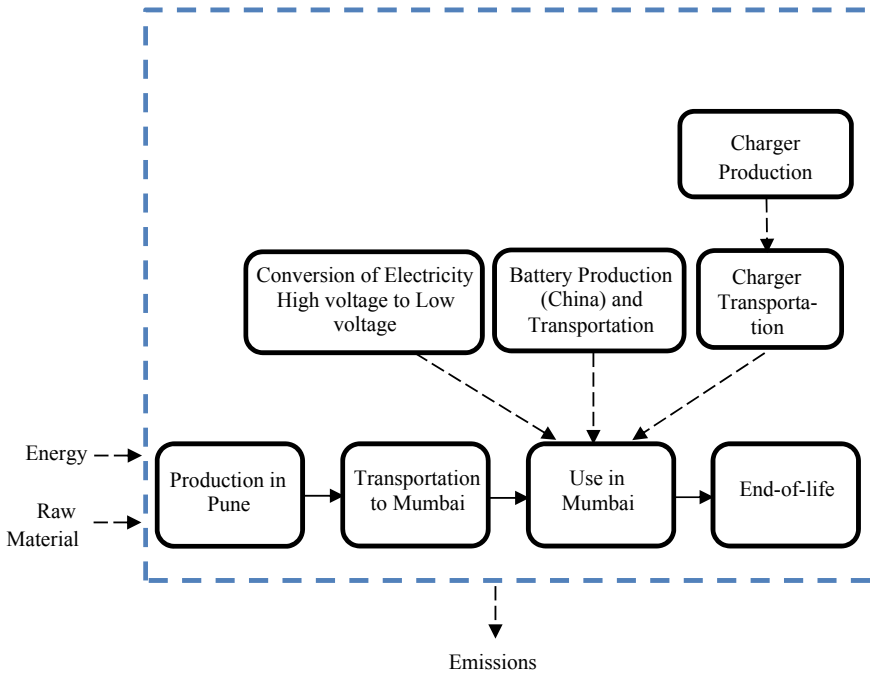 Charger
Production
Conversion of Electricity
High voltage to Low
voltage
Battery Production
(China) and
Transportation
Charger
Transporta-
tion
Energy
Raw
Material
Production in
Pune
Transportation
to Mumbai
Use in
Mumbai
End-of-life
Emissions